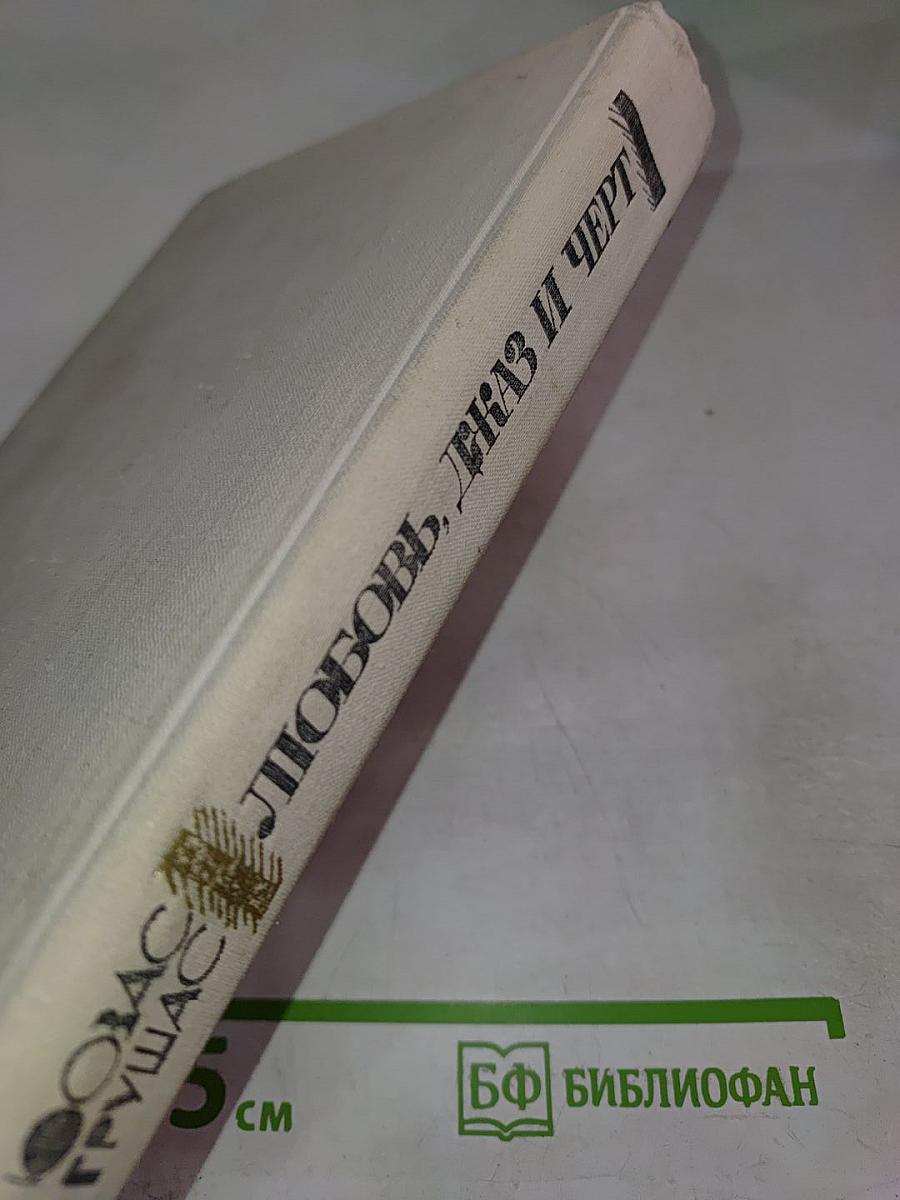 ЮОЗАС
ГРУШАС
ЛЮБОВЬ, ДЖАЗ И ЧЕРТ
5 см
БФ БИБЛИОФАН